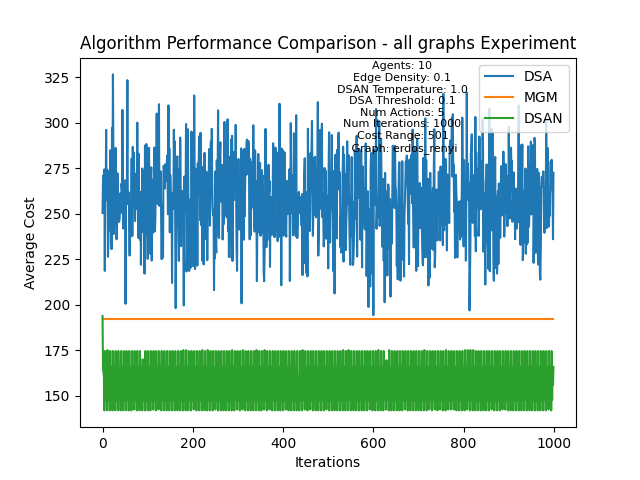 Algorithm Performance Comparison - all graphs Experiment
Agents: 10
Edge Density: 0.1
DSAN Temperature: 1.0
DSA Threshold: 0.1
Num Actions: 5
Num Iterations: 1000
Cost Range: 501
Graph: erdos_renyi
DSA
MGM
DSAN
Average Cost
325
300
275
250
225
200
175
150
0
200
400
600
800
1000
Iterations